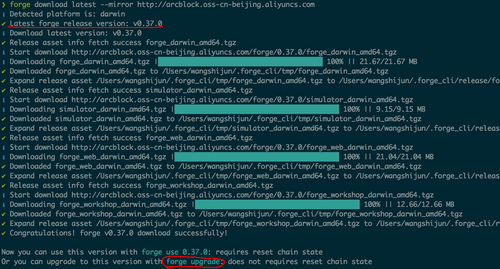 ❯ forge download latest --mirror http://arcblock.oss-cn-beijing.aliyuncs.com
ℹ Detected platform is: darwin
✔ Latest forge release version: v0.37.0
ℹ Download latest version: v0.37.0
✔ Release asset info fetch success forge_darwin_amd64.tgz
ℹ Start download http://arcblock.oss-cn-beijing.aliyuncs.com/forge/0.37.0/forge_darwin_amd64.tgz
ℹ Downloading forge_darwin_amd64.tgz 100% || 21.67/21.67 MB
✔ Downloaded forge_darwin_amd64.tgz to /Users/wangshijun/.forge_cli/tmp/forge_darwin_amd64.tgz
✔ Expand release asset /Users/wangshijun/.forge_cli/tmp/forge_darwin_amd64.tgz to /Users/wangshijun/.forge_cli/release/fo
✔ Release asset info fetch success simulator_darwin_amd64.tgz
ℹ Start download http://arcblock.oss-cn-beijing.aliyuncs.com/forge/0.37.0/simulator_darwin_amd64.tgz
ℹ Downloading simulator_darwin_amd64.tgz 100% || 9.15/9.15 MB
✔ Downloaded simulator_darwin_amd64.tgz to /Users/wangshijun/.forge_cli/tmp/simulator_darwin_amd64.tgz
✔ Expand release asset /Users/wangshijun/.forge_cli/tmp/simulator_darwin_amd64.tgz to /Users/wangshijun/.forge_cli/releas
✔ Release asset info fetch success forge_web_darwin_amd64.tgz
ℹ Start download http://arcblock.oss-cn-beijing.aliyuncs.com/forge/0.37.0/forge_web_darwin_amd64.tgz
ℹ Downloading forge_web_darwin_amd64.tgz 100% || 21.04/21.04 MB
✔ Downloaded forge_web_darwin_amd64.tgz to /Users/wangshijun/.forge_cli/tmp/forge_web_darwin_amd64.tgz
✔ Expand release asset /Users/wangshijun/.forge_cli/tmp/forge_web_darwin_amd64.tgz to /Users/wangshijun/.forge_cli/releas
✔ Release asset info fetch success forge_workshop_darwin_amd64.tgz
ℹ Start download http://arcblock.oss-cn-beijing.aliyuncs.com/forge/0.37.0/forge_workshop_darwin_amd64.tgz
ℹ Downloading forge_workshop_darwin_amd64.tgz 100% || 12.66/12.66 MB
✔ Downloaded forge_workshop_darwin_amd64.tgz to /Users/wangshijun/.forge_cli/tmp/forge_workshop_darwin_amd64.tgz
✔ Expand release asset /Users/wangshijun/.forge_cli/tmp/forge_workshop_darwin_amd64.tgz to /Users/wangshijun/.forge_cli/r
✔ Congratulations! forge v0.37.0 download successfully!
Now you can use this version with forge use 0.37.0: requires reset chain state
Or you can upgrade to this version with forge upgrade: does not requires reset chain state